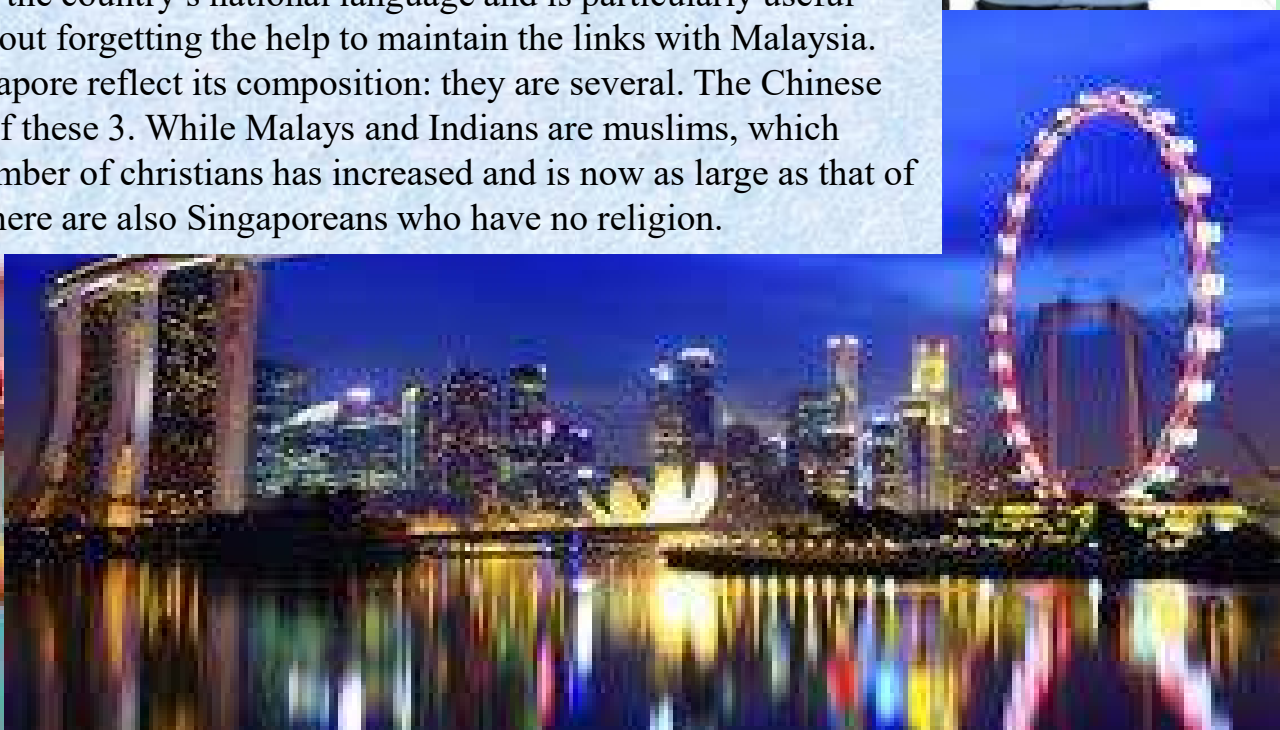 the country's national language and is particularly useful
out forgetting the help to maintain the links with Malaysia.
apore reflect its composition: they are several. The Chinese
f these 3. While Malays and Indians are muslims, which
mber of christians has increased and is now as large as that of
here are also Singaporeans who have no religion.